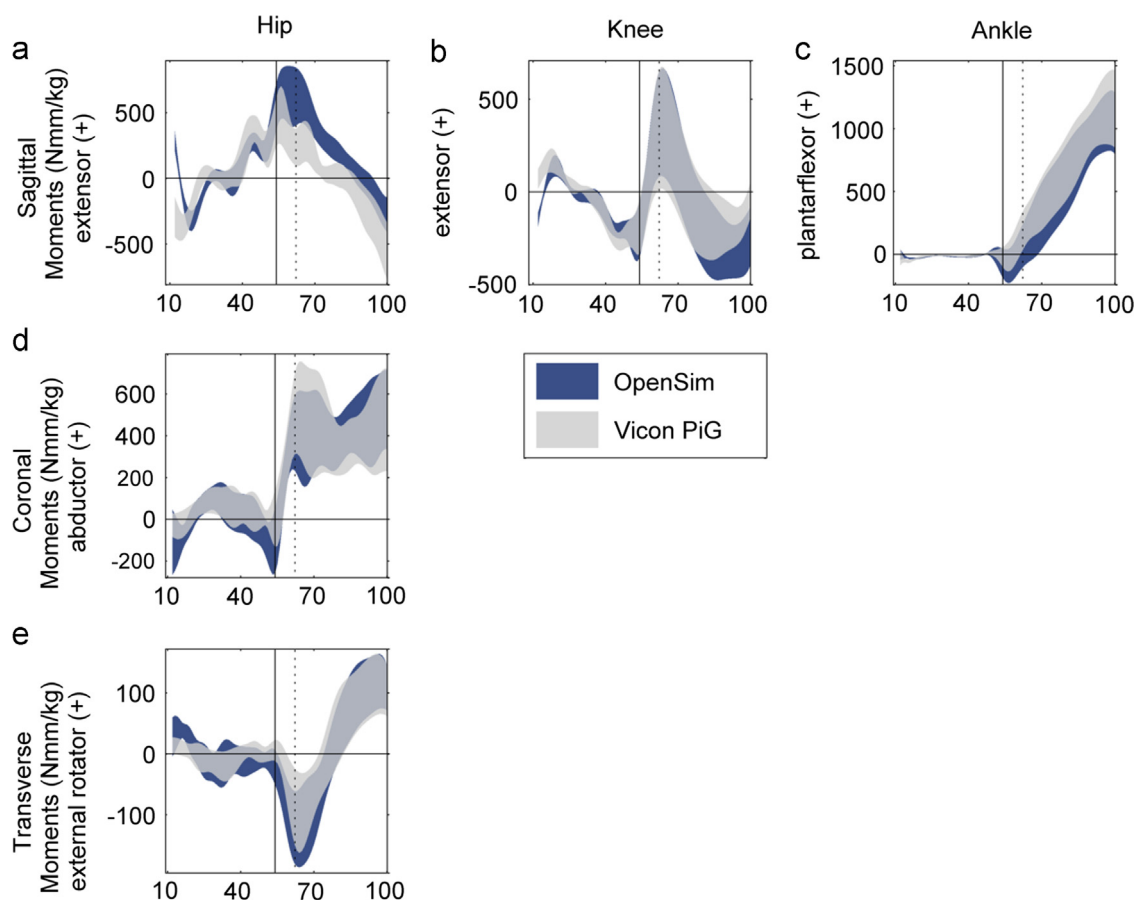 Hip
Knee
Ankle
a
Sagittal
Moments (Nmm/kg)
extensor (+)
500
0
-500
10
40
70
100
b
extensor (+)
500
0
-500
10
40
70
100
c
plantarflexor (+)
1500
1000
500
0
10
40
70
100
d
Coronal
Moments (Nmm/kg)
abductor (+)
600
400
200
0
-200
10
40
70
100
OpenSim
Vicon PiG
e
Transverse
Moments (Nmm/kg)
external rotator (+)
100
0
-100
10
40
70
100